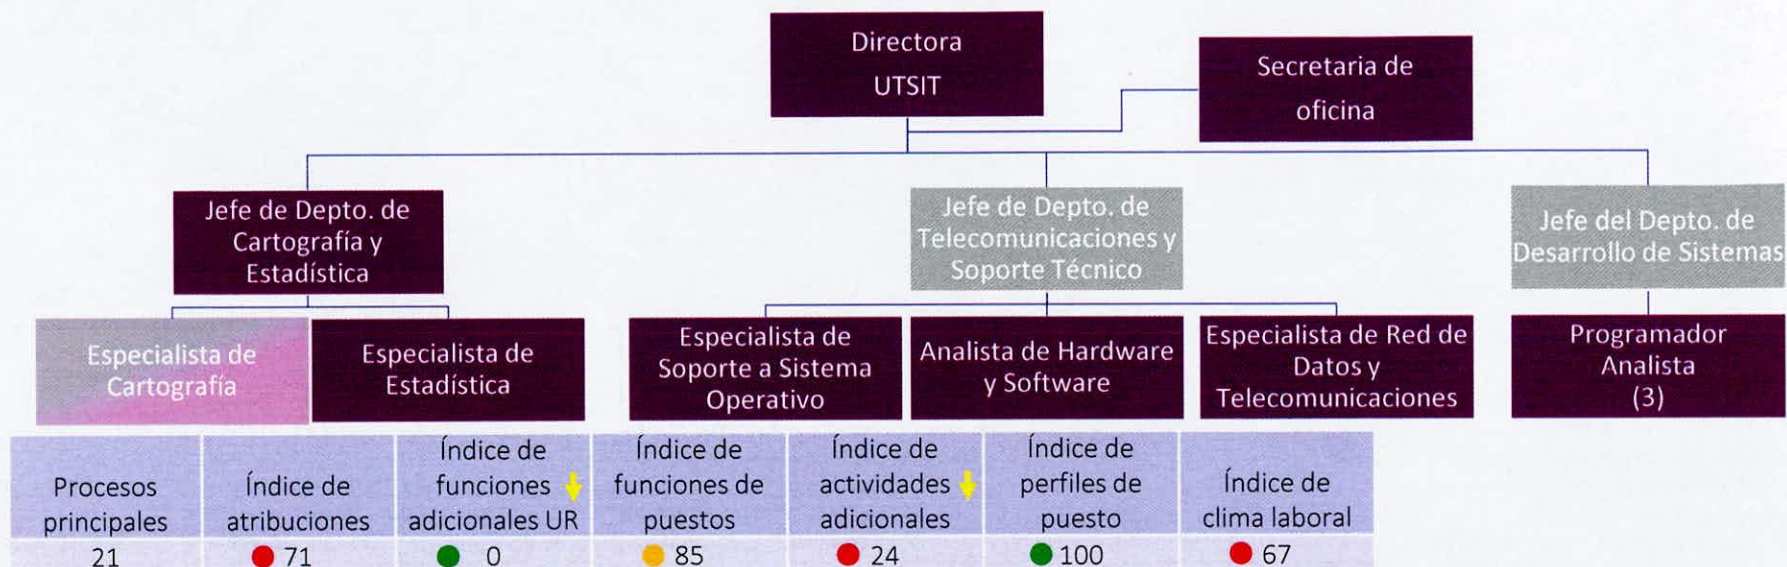 Directora
UTSIT
Secretaria de
oficina
Jefe de Depto. de
Cartografía y
Estadística
Jefe de Depto. de
Telecomunicaciones y
Soporte Técnico
Jefe del Depto. de
Desarrollo de Sistemas
Especialista de
Cartografía
Especialista de
Estadística
Especialista de
Soporte a Sistema
Operativo
Analista de Hardware
y Software
Especialista de Red de
Datos y
Telecomunicaciones
Programador
Analista
(3)
Procesos
principales
Índice de
atribuciones
Índice de
funciones
adicionales UR
Índice de
funciones de
puestos
Índice de
actividades
adicionales
Índice de
perfiles de
puesto
Índice de
clima laboral
21
71
0
85
24
100
67